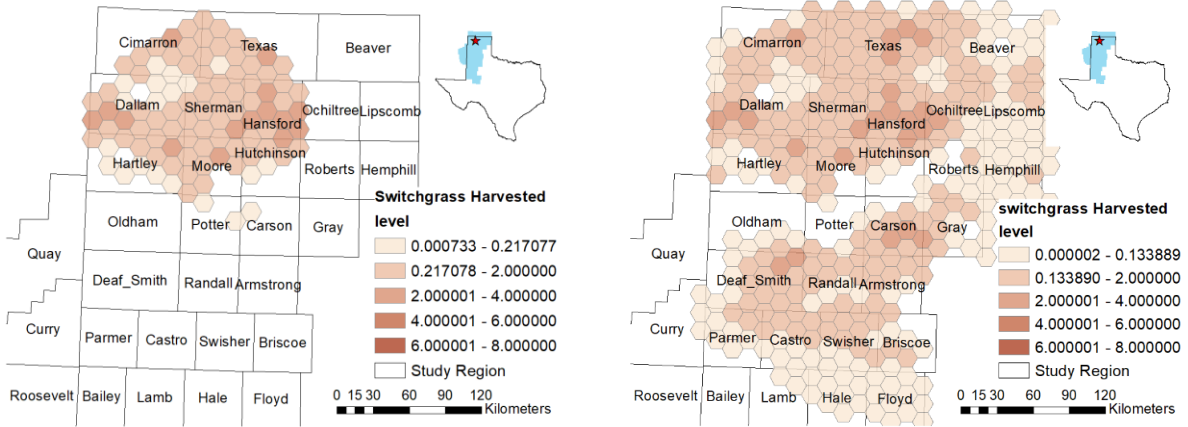 Cimarron
Texas
Beaver
Dallam
Sherman
Ochiltree
Lipscomb
Hansford
Hartley
Moore
Hutchinson
Roberts
Hemphill
Oldham
Potter
Carson
Gray
Quay
Deaf_Smith
Randall
Armstrong
Curry
Parmer
Castro
Swisher
Briscoe
Roosevelt
Bailey
Lamb
Hale
Floyd
Switchgrass Harvested
level
0.000733 - 0.217077
0.217078 - 2.000000
2.000001 - 4.000000
4.000001 - 6.000000
6.000001 - 8.000000
Study Region
0 15 30 60 90 120
Kilometers
Cimarron
Texas
Beaver
Dallam
Sherman
Ochiltree
Lipscomb
Hansford
Hartley
Moore
Hutchinson
Roberts
Hemphill
Oldham
Potter
Carson
Gray
Quay
Deaf_Smith
Randall
Armstrong
Curry
Parmer
Castro
Swisher
Briscoe
Roosevelt
Bailey
Lamb
Hale
Floyd
switchgrass Harvested
level
0.000002 - 0.133889
0.133890 - 2.000000
2.000001 - 4.000000
4.000001 - 6.000000
6.000001 - 8.000000
Study Region
0 15 30 60 90 120
Kilometers